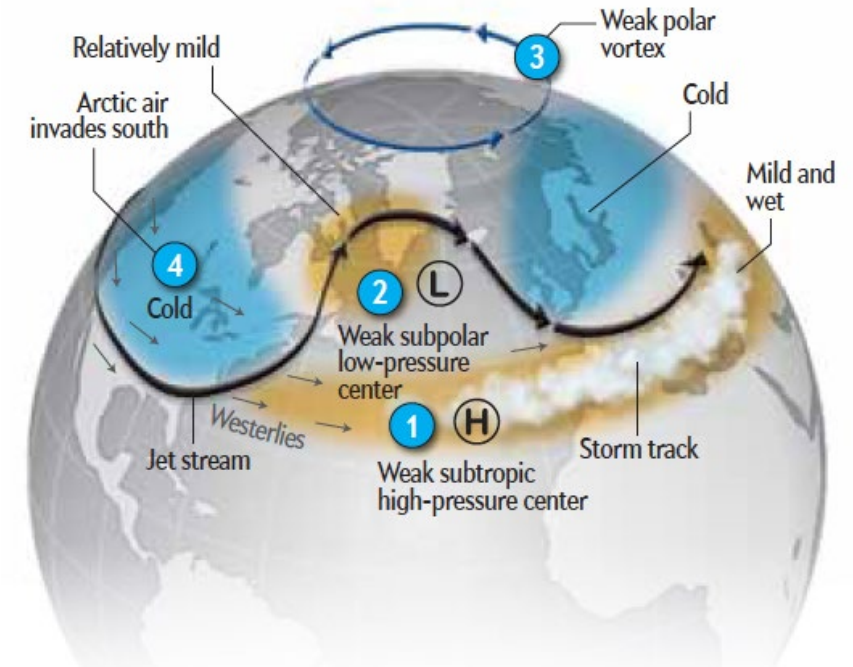 Weak polar
vortex
3
Relatively mild
Arctic air
invades south
Cold
Mild and
wet
4
Cold
2
L
Weak subpolar
low-pressure
center
1
H
Westerlies
Jet stream
Storm track
Weak subtropic
high-pressure center